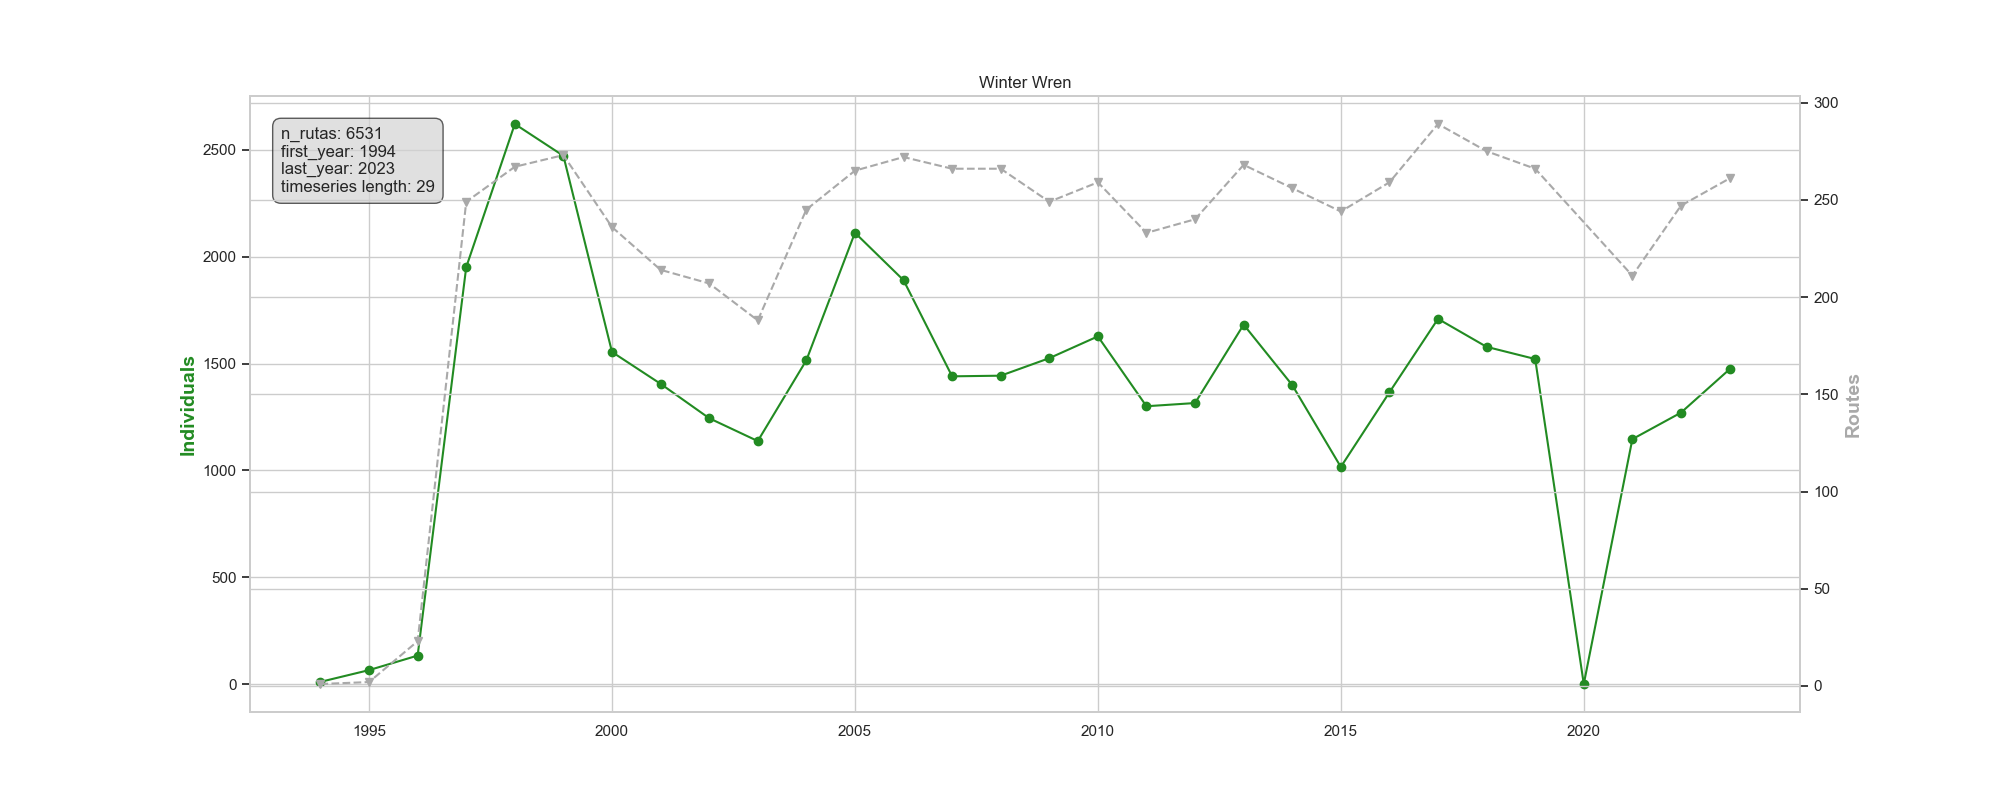 Winter Wren
n_rutas: 6531
first_year: 1994
last_year: 2023
timeseries length: 29
Individuals
2500
2000
1500
1000
500
0
300
250
200
150
100
50
0
Routes
1995 2000 2005 2010 2015 2020